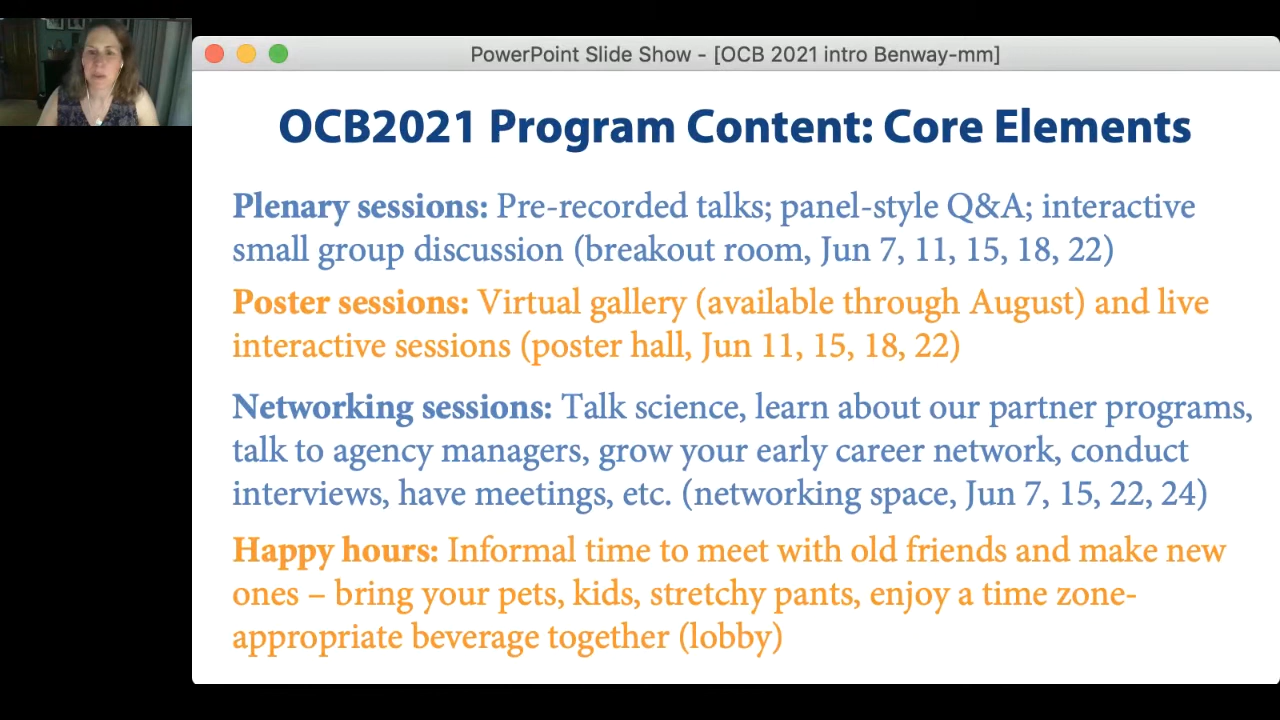 PowerPoint Slide Show - [OCB 2021 intro Benway-mm]
OCB2021 Program Content: Core Elements
Plenary sessions: Pre-recorded talks; panel-style Q&A; interactive
small group discussion (breakout room, Jun 7, 11, 15, 18, 22)
Poster sessions: Virtual gallery (available through August) and live
interactive sessions (poster hall, Jun 11, 15, 18, 22)
Networking sessions: Talk science, learn about our partner programs,
talk to agency managers, grow your early career network, conduct
interviews, have meetings, etc. (networking space, Jun 7, 15, 22, 24)
Happy hours: Informal time to meet with old friends and make new
ones – bring your pets, kids, stretchy pants, enjoy a time zone-
appropriate beverage together (lobby)